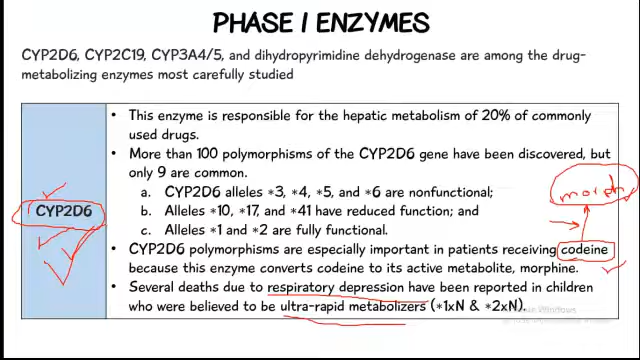 PHASE I ENZYMES
CYP2D6, CYP2C19, CYP3A4/5, and dihydropyrimidine dehydrogenase are among the drug-
metabolizing enzymes most carefully studied
CYP2D6
• This enzyme is responsible for the hepatic metabolism of 20% of commonly
used drugs.
• More than 100 polymorphisms of the CYP2D6 gene have been discovered, but
only 9 are common.
a. CYP2D6 alleles *3, *4, *5, and *6 are nonfunctional;
b. Alleles *10, *17, and *41 have reduced function; and
c. Alleles *1 and *2 are fully functional.
morph
• CYP2D6 polymorphisms are especially important in patients receiving codeine
because this enzyme converts codeine to its active metabolite, morphine.
• Several deaths due to respiratory depression have been reported in children
who were believed to be ultra-rapid metabolizers (*1xN & *2xN).